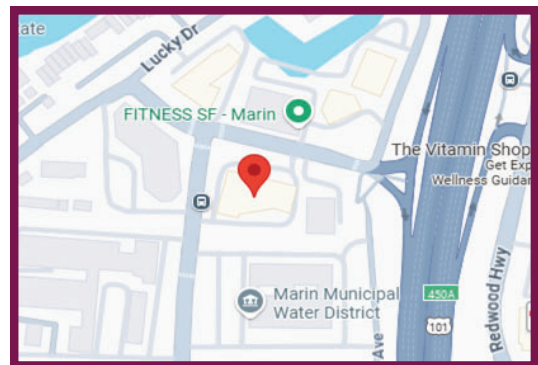 ate
Lucky Dr
FITNESS SF - Marin
The Vitamin Shop
Get Exp
Wellness Guidan
Marin Municipal
Water District
450A
101
Redwood Hwy
Ave